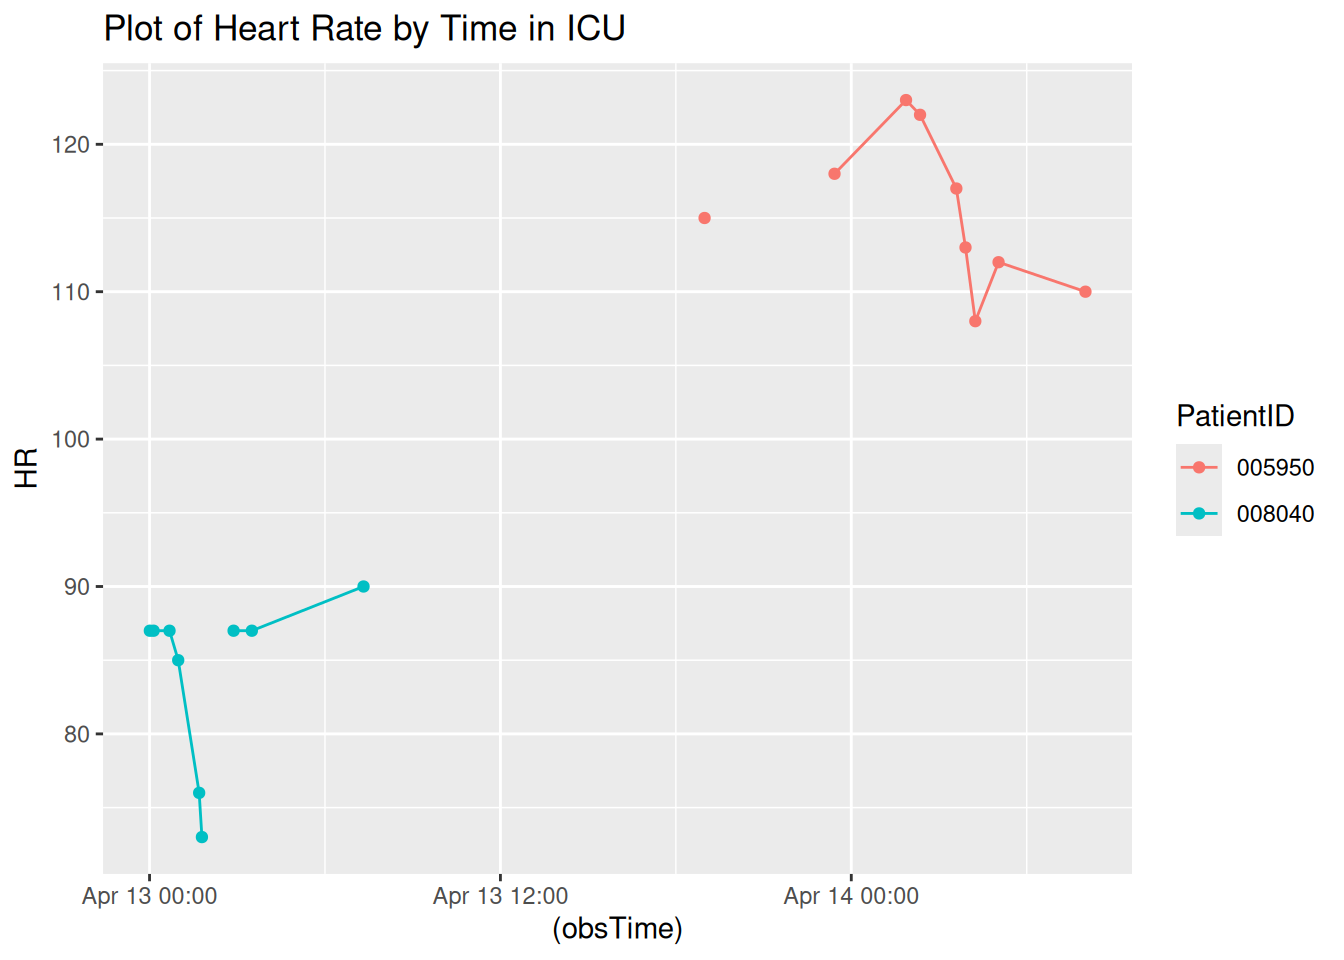 Plot of Heart Rate by Time in ICU
HR
120
110
100
90
80
Apr 13 00:00
Apr 13 12:00
Apr 14 00:00
(obsTime)
PatientID
005950
008040